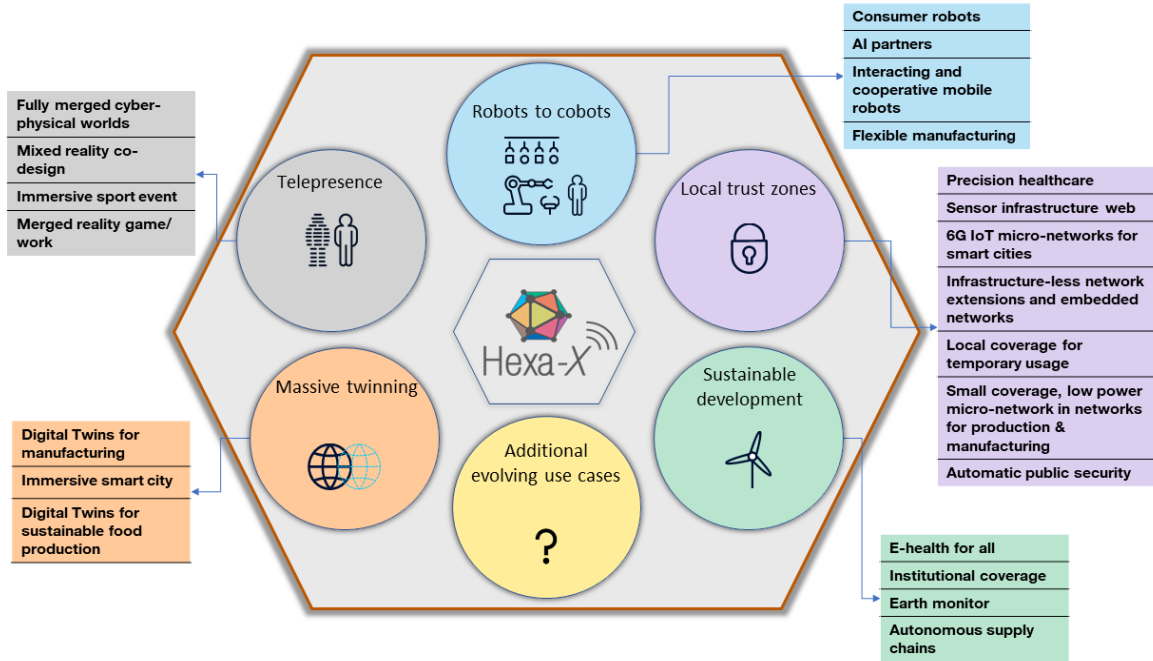 Consumer robots
AI partners
Interacting and
cooperative mobile
robots
Flexible manufacturing
Robots to cobots
Fully merged cyber-
physical worlds
Mixed reality co-
design
Immersive sport event
Merged reality game/
work
Telepresence
Local trust zones
Precision healthcare
Sensor infrastructure web
6G IoT micro-networks for
smart cities
Infrastructure-less network
extensions and embedded
networks
Local coverage for
temporary usage
Small coverage, low power
micro-network in networks
for production &
manufacturing
Automatic public security
Hexa-X
Massive twinning
Digital Twins for
manufacturing
Immersive smart city
Digital Twins for
sustainable food
production
Additional
evolving use cases
?
Sustainable
development
E-health for all
Institutional coverage
Earth monitor
Autonomous supply
chains